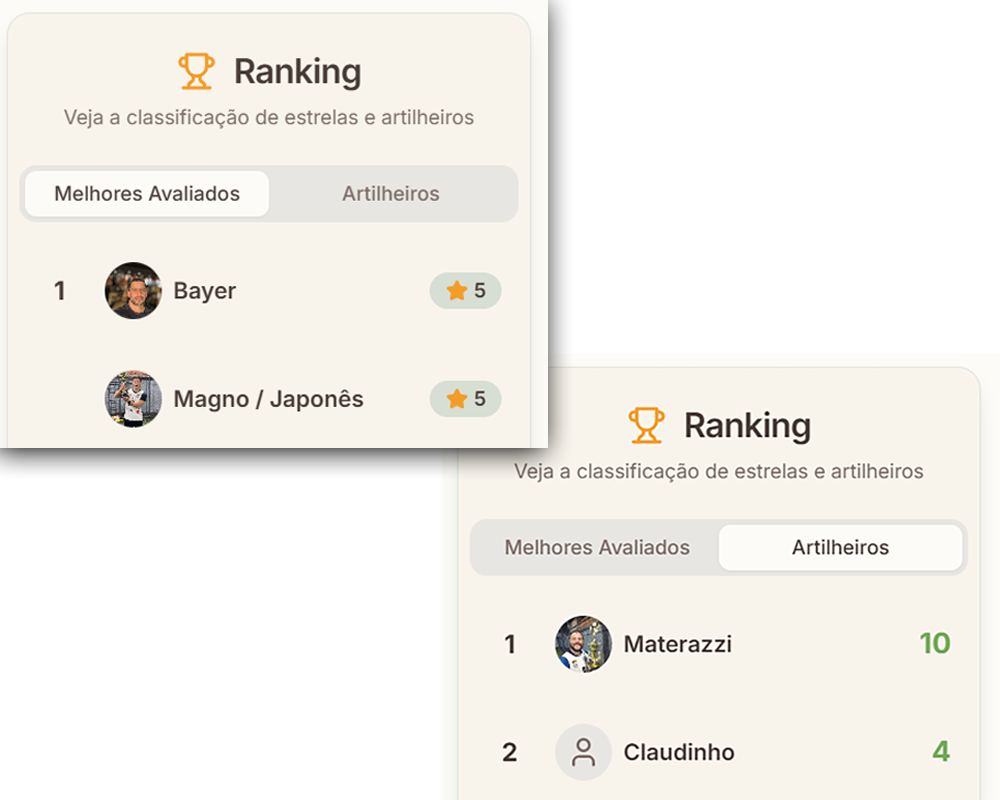 Ranking
Veja a classificação de estrelas e artilheiros
Melhores Avaliados Artilheiros
1 Bayer 5
Magno / Japonês 5
Ranking
Veja a classificação de estrelas e artilheiros
Melhores Avaliados Artilheiros
1 Materazzi 10
2 Claudinho 4